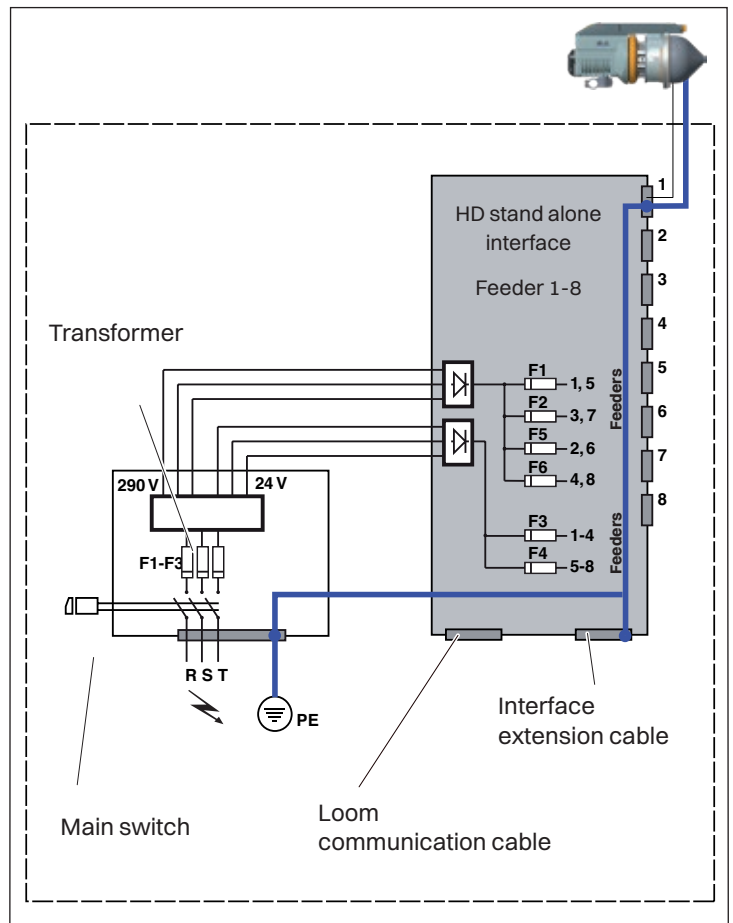 1
HD stand alone
interface
2
Feeder 1-8
3
Transformer
4
F1
1, 5
5
Feeders
F2
3, 7
6
F5
2, 6
7
290 V
24 V
F6
4, 8
8
F3
1-4
Feeders
F1-F3
F4
5-8
R S T
PE
Interface
extension cable
Main switch
Loom
communication cable